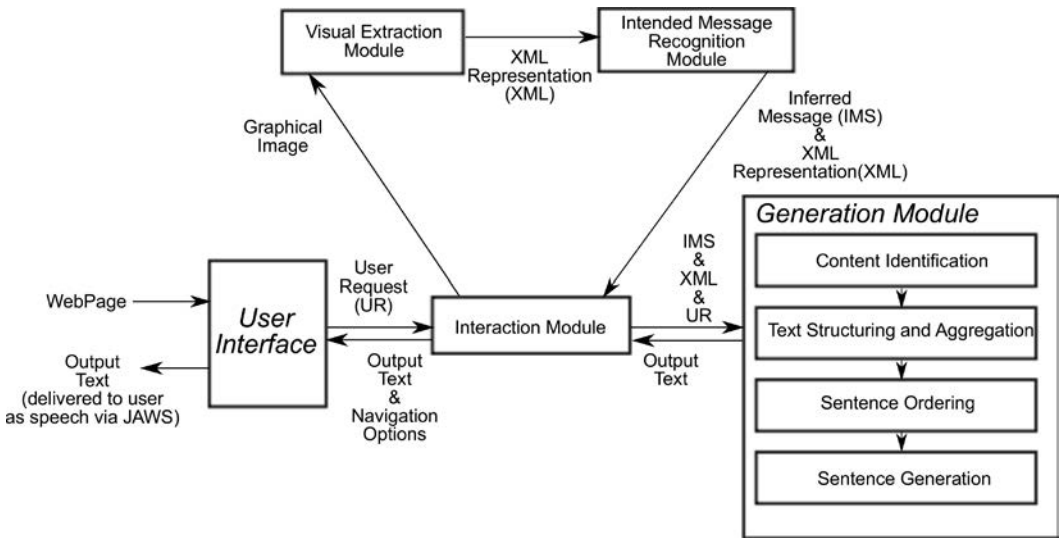 Visual Extraction
Module
XML
Representation
(XML)
Intended Message
Recognition
Module
Graphical
Image
Inferred
Message (IMS)
&
XML
Representation(XML)
WebPage
Output
Text
(delivered to user
as speech via JAWS)
User
Interface
User
Request
(UR)
Output
Text
&
Navigation
Options
Interaction Module
IMS
&
XML
&
UR
Output
Text
Generation Module
Content Identification
Text Structuring and Aggregation
Sentence Ordering
Sentence Generation